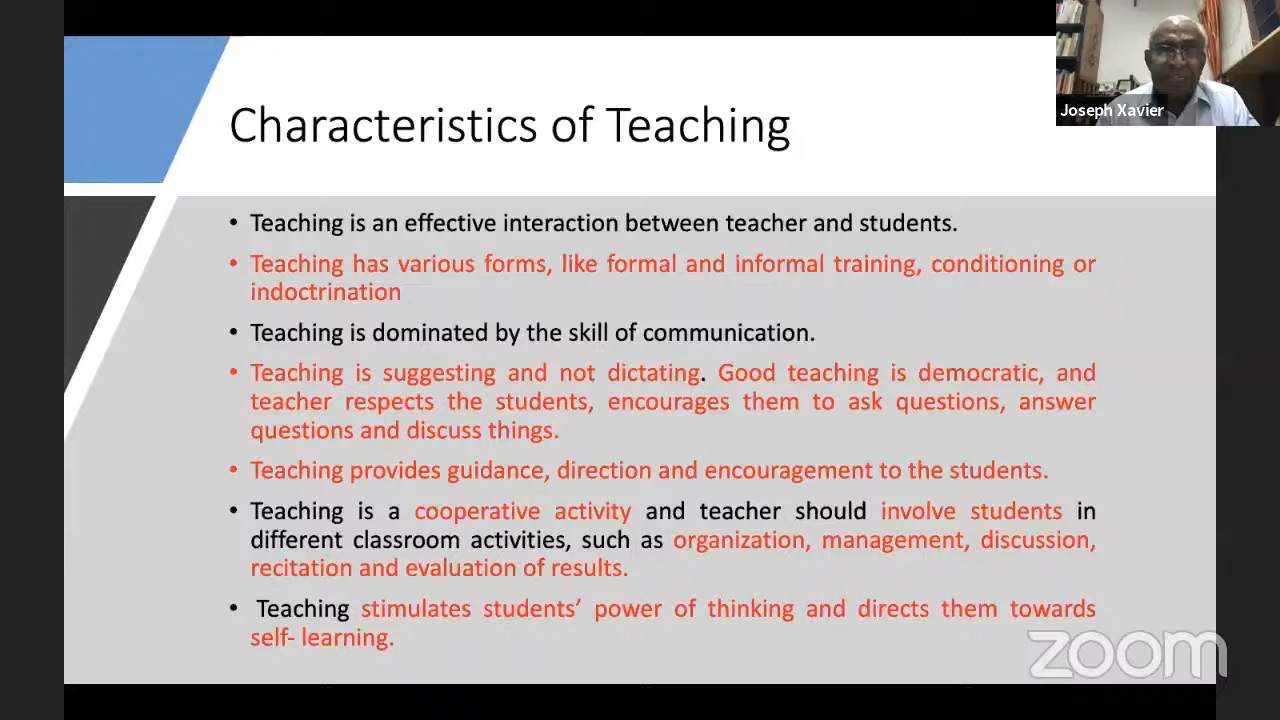 Joseph Xavier
Characteristics of Teaching
• Teaching is an effective interaction between teacher and students.
• Teaching has various forms, like formal and informal training, conditioning or
indoctrination
• Teaching is dominated by the skill of communication.
• Teaching is suggesting and not dictating. Good teaching is democratic, and
teacher respects the students, encourages them to ask questions, answer
questions and discuss things.
• Teaching provides guidance, direction and encouragement to the students.
• Teaching is a cooperative activity and teacher should involve students in
different classroom activities, such as organization, management, discussion,
recitation and evaluation of results.
• Teaching stimulates students’ power of thinking and directs them towards
self- learning.
zoom